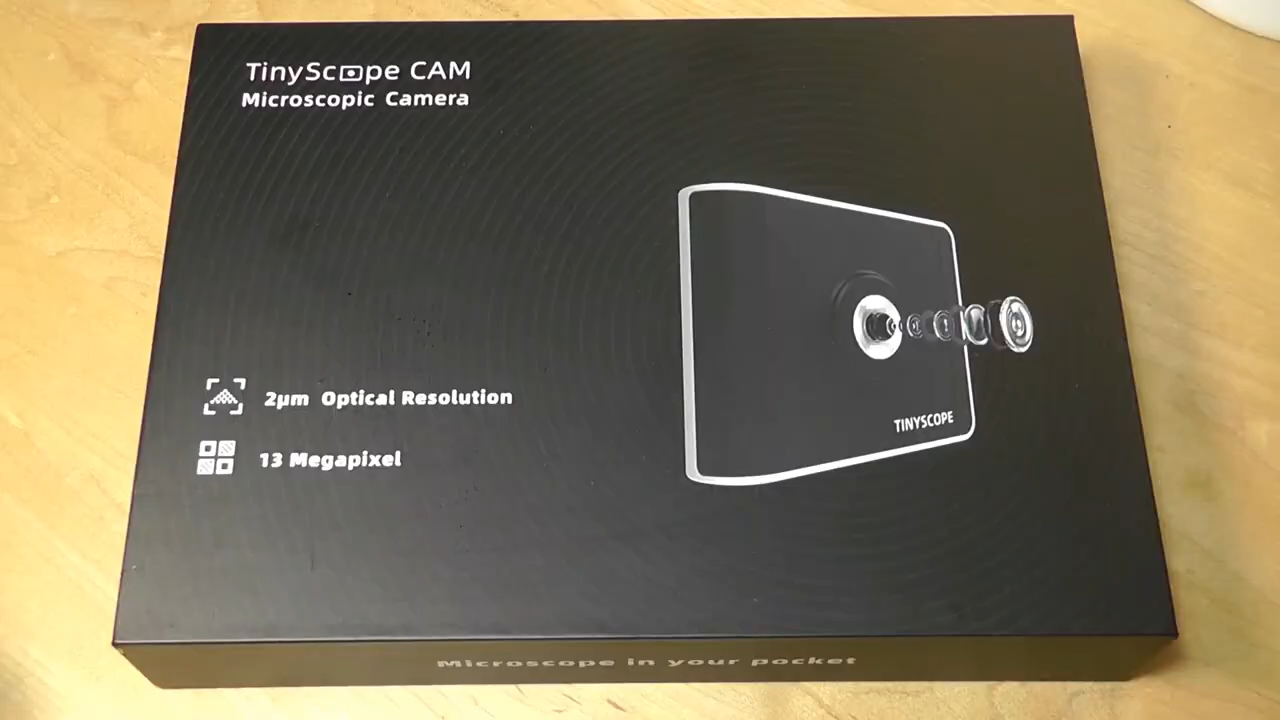 TinyScope CAM
Microscopic Camera
TINYSCOPE
2μm Optical Resolution
13 Megapixel
Microscope in your pocket